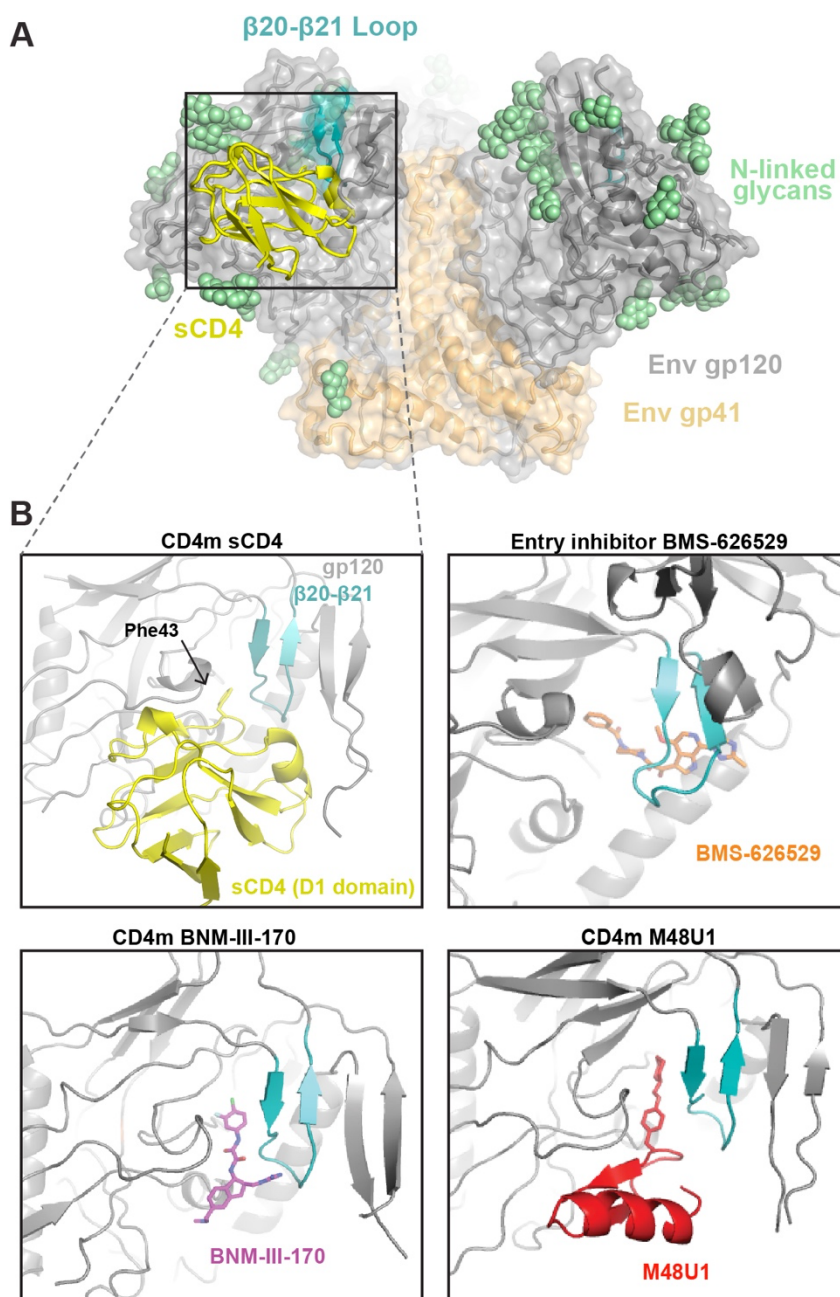 A
β20-β21 Loop
N-linked
glycans
sCD4
Env gp120
Env gp41
B
CD4m sCD4
gp120
β20-β21
Phe43
sCD4 (D1 domain)
Entry inhibitor BMS-626529
BMS-626529
CD4m BNM-III-170
BNM-III-170
CD4m M48U1
M48U1